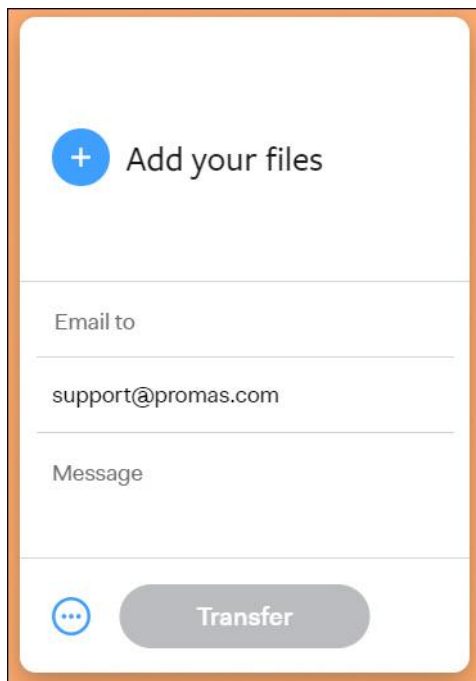 Add your files
Email to
support@promas.com
Message
Transfer